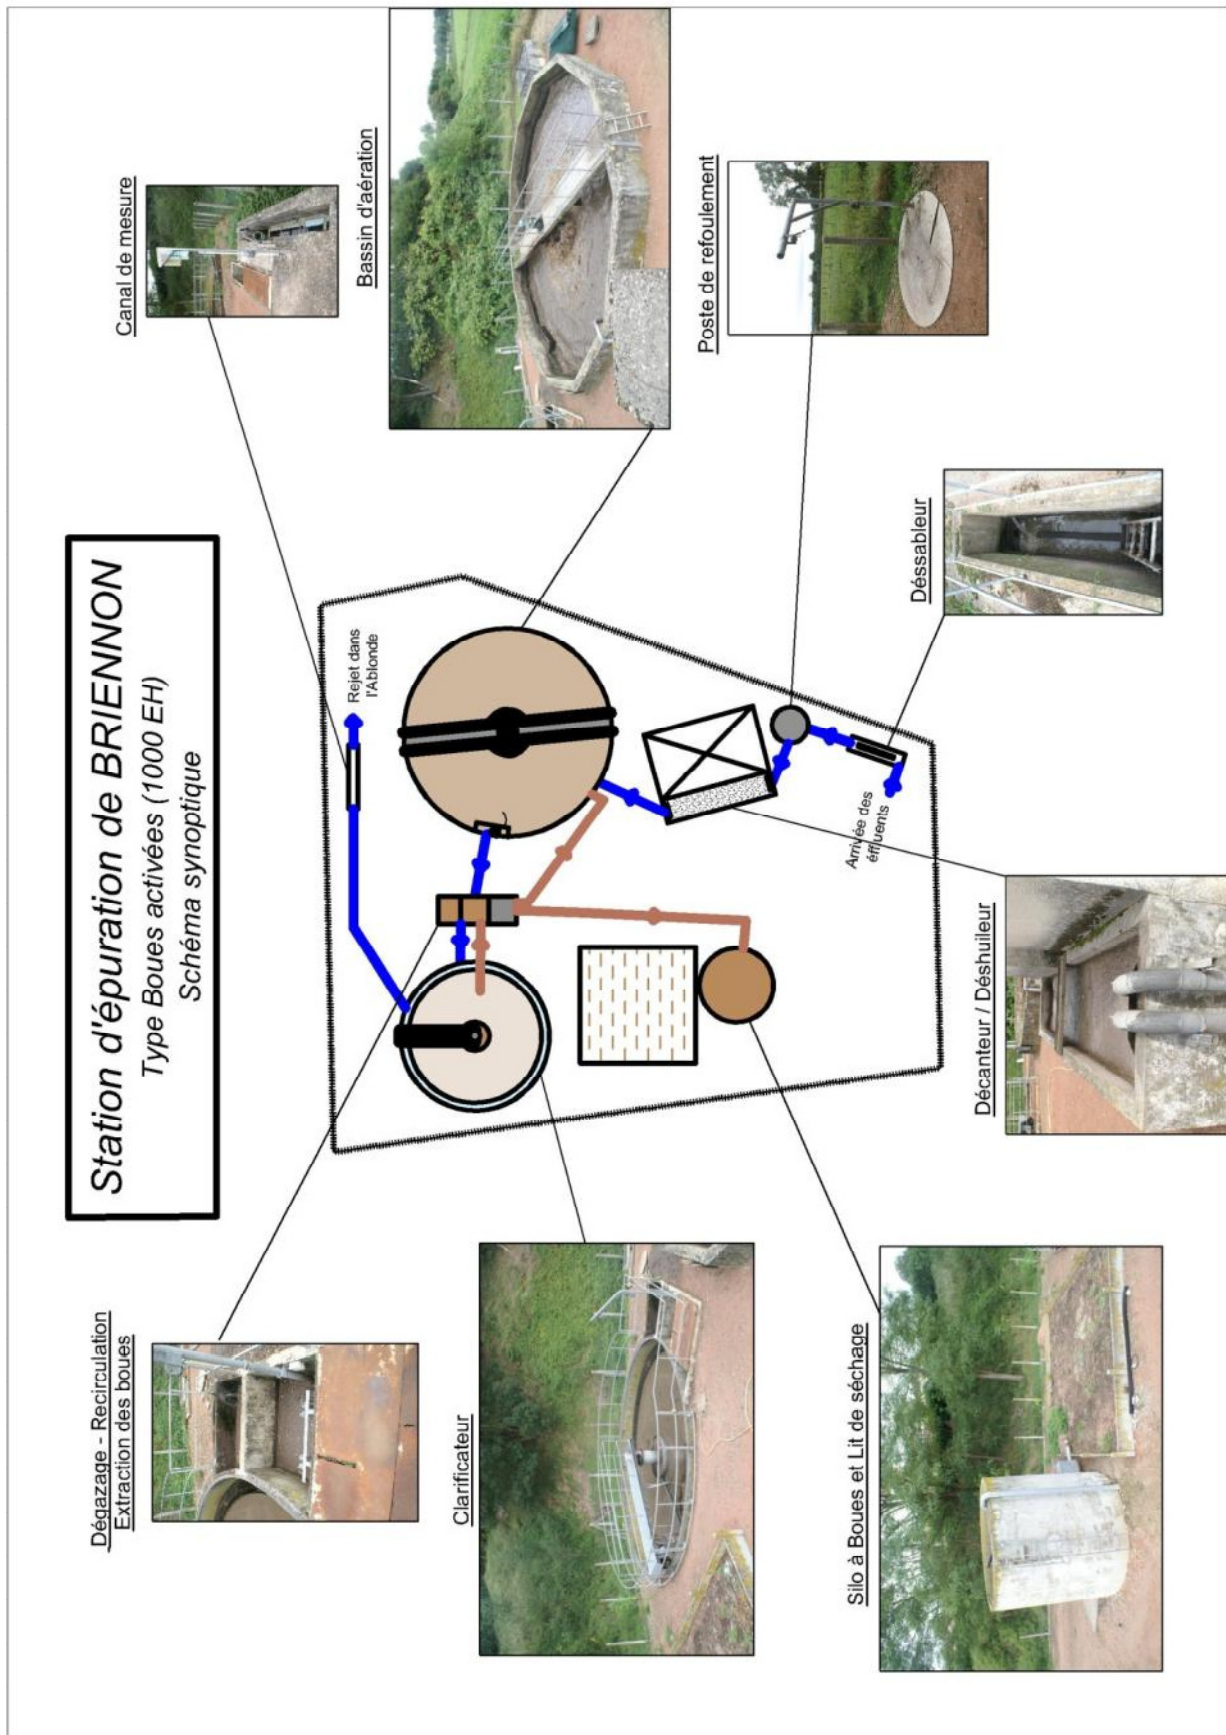 Station d'épuration de BRIENNON
Type Boues activées (1000 EH)
Schéma synoptique
Dégazage - Recirculation
Extraction des boues
Canal de mesure
Rejet dans
l'Ablonde
Bassin d'aération
Clarificateur
Poste de refoulement
Arrivée des
éffluents
Déssableur
Silo à Boues et Lit de séchage
Décanteur / Déshuileur